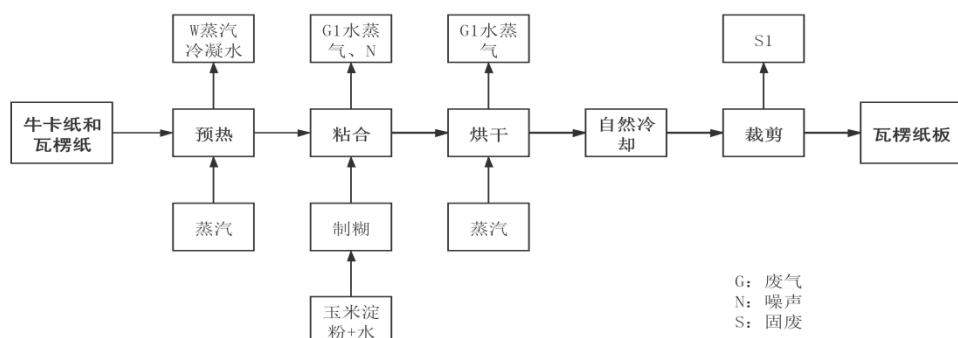 W蒸汽
冷凝水
G1水蒸
气、N
G1水蒸
气
S1
牛卡纸和
瓦楞纸
预热
粘合
烘干
自然冷
却
裁剪
瓦楞纸板
蒸汽
制糊
蒸汽
玉米淀
粉+水
G：废气
N：噪声
S：固废